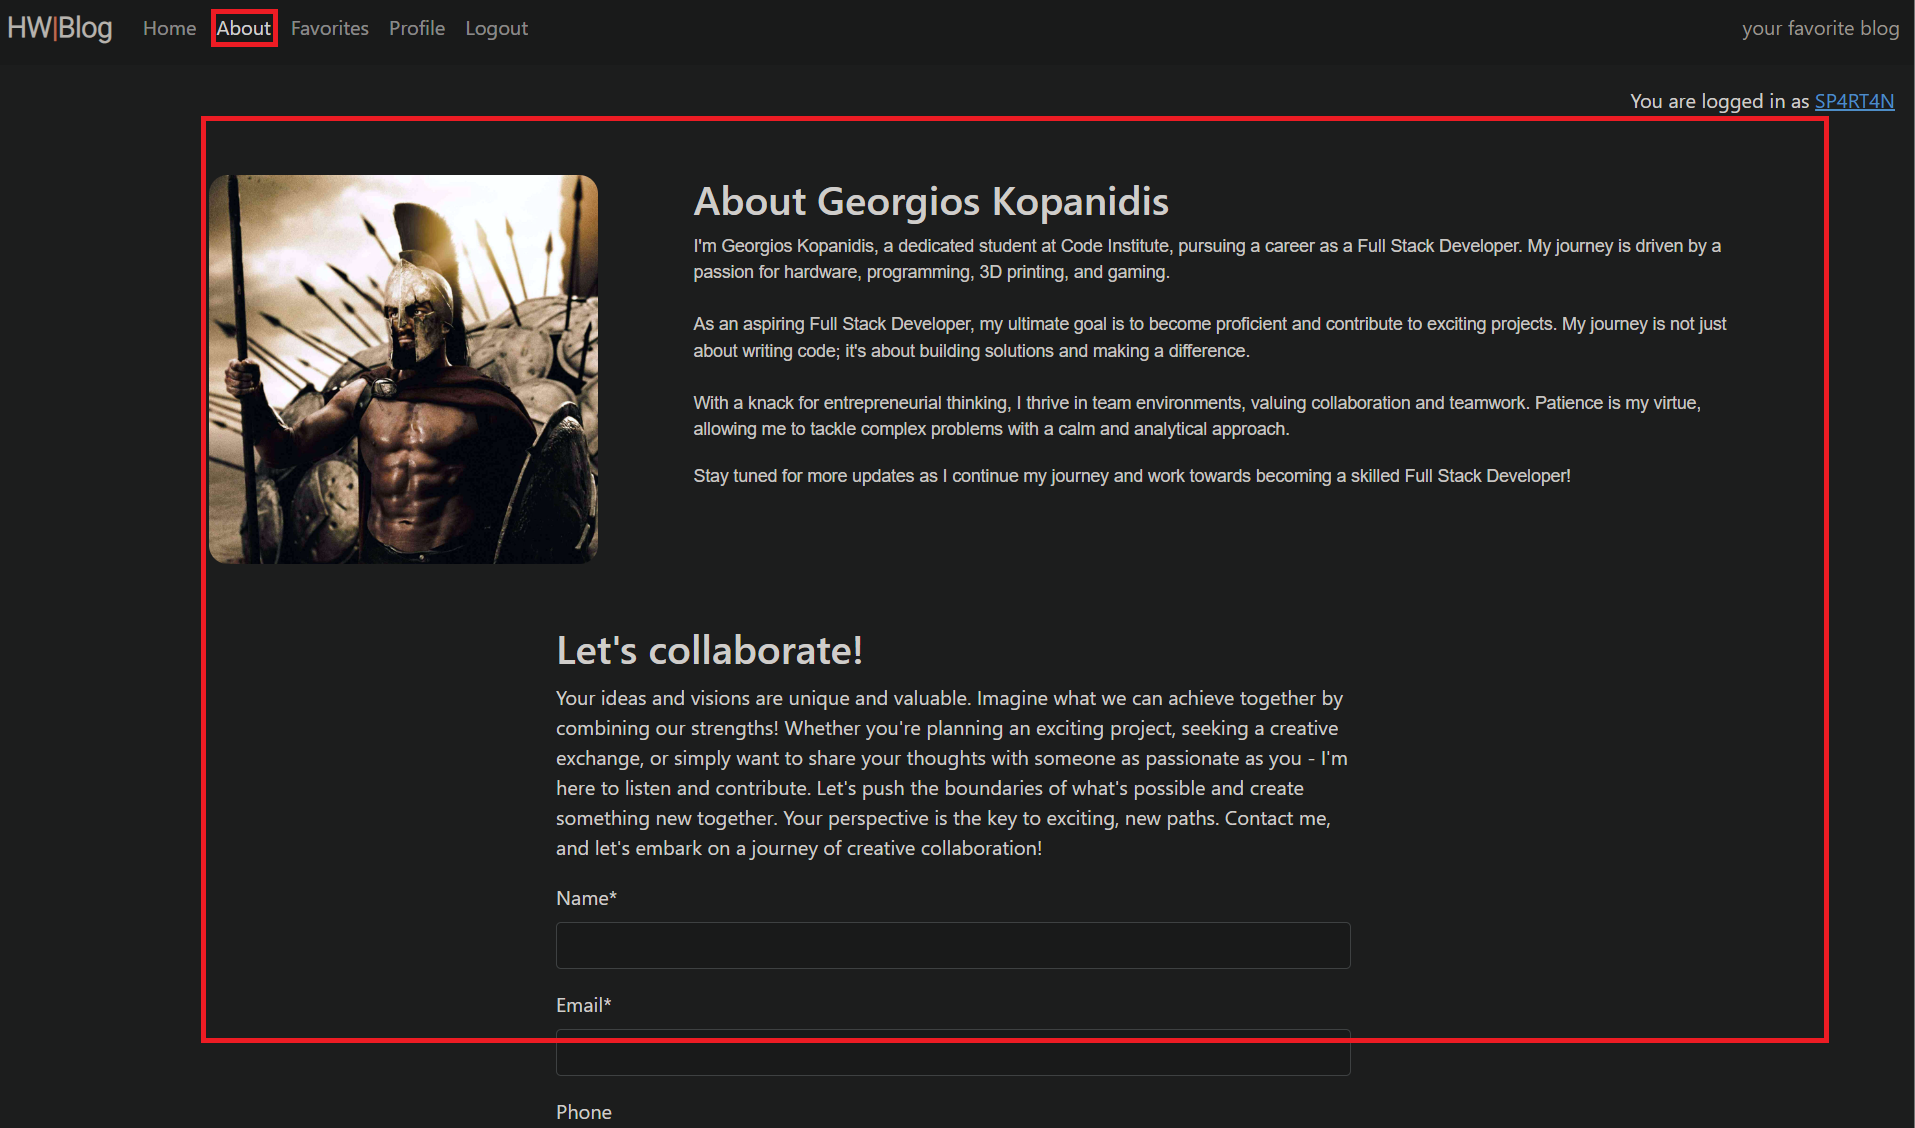 HW|Blog Home About Favorites Profile Logout your favorite blog
You are logged in as SP4RT4N
About Georgios Kopanidis
I'm Georgios Kopanidis, a dedicated student at Code Institute, pursuing a career as a Full Stack Developer. My journey is driven by a
passion for hardware, programming, 3D printing, and gaming.
As an aspiring Full Stack Developer, my ultimate goal is to become proficient and contribute to exciting projects. My journey is not just
about writing code; it's about building solutions and making a difference.
With a knack for entrepreneurial thinking, I thrive in team environments, valuing collaboration and teamwork. Patience is my virtue,
allowing me to tackle complex problems with a calm and analytical approach.
Stay tuned for more updates as I continue my journey and work towards becoming a skilled Full Stack Developer!
Let's collaborate!
Your ideas and visions are unique and valuable. Imagine what we can achieve together by
combining our strengths! Whether you're planning an exciting project, seeking a creative
exchange, or simply want to share your thoughts with someone as passionate as you - I'm
here to listen and contribute. Let's push the boundaries of what's possible and create
something new together. Your perspective is the key to exciting, new paths. Contact me,
and let's embark on a journey of creative collaboration!
Name*
Email*
Phone